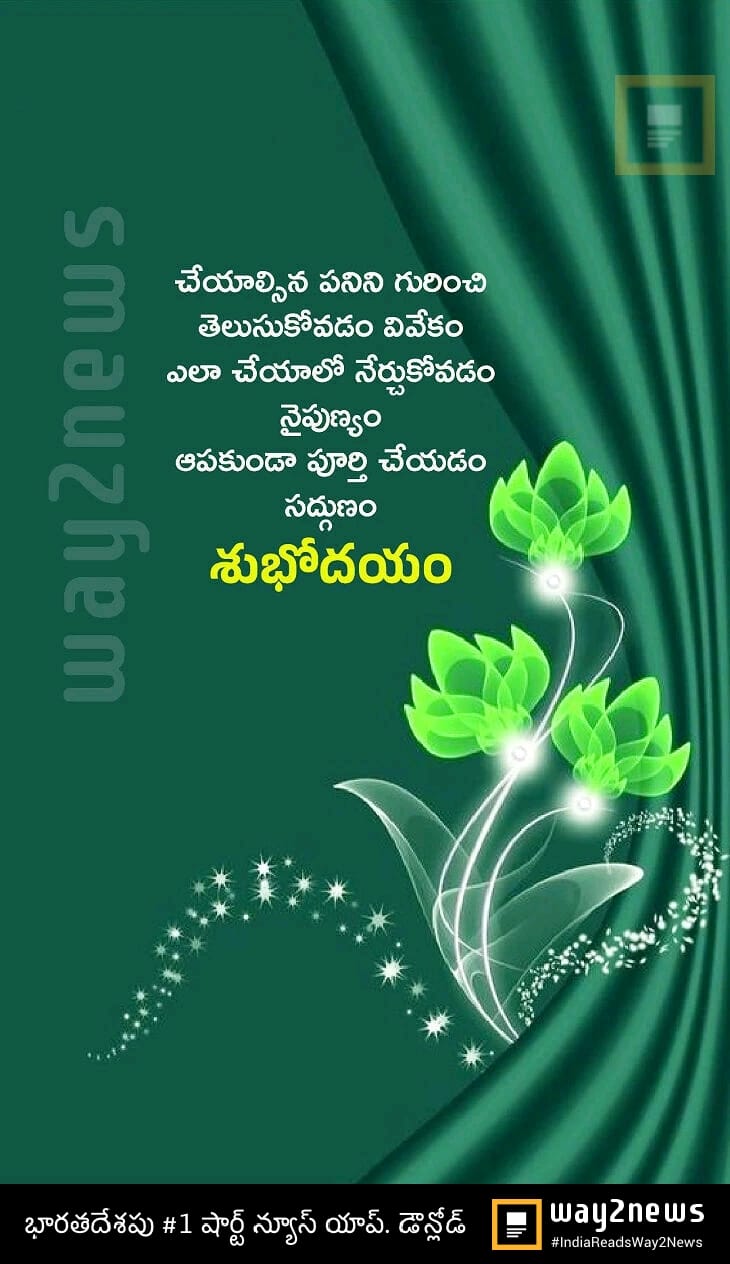 way2news
చేయాల్సిన పనిని గురించి
తెలుసుకోవడం వివేకం
ఎలా చేయాలో నేర్చుకోవడం
నైపుణ్యం
ఆపకుండా పూర్తి చేయడం
సద్గుణం
శుభోదయం
భారతదేశపు #1 షార్ట్ న్యూస్ యాప్. డౌన్లోడ్
way2news
#IndiaReadsWay2News